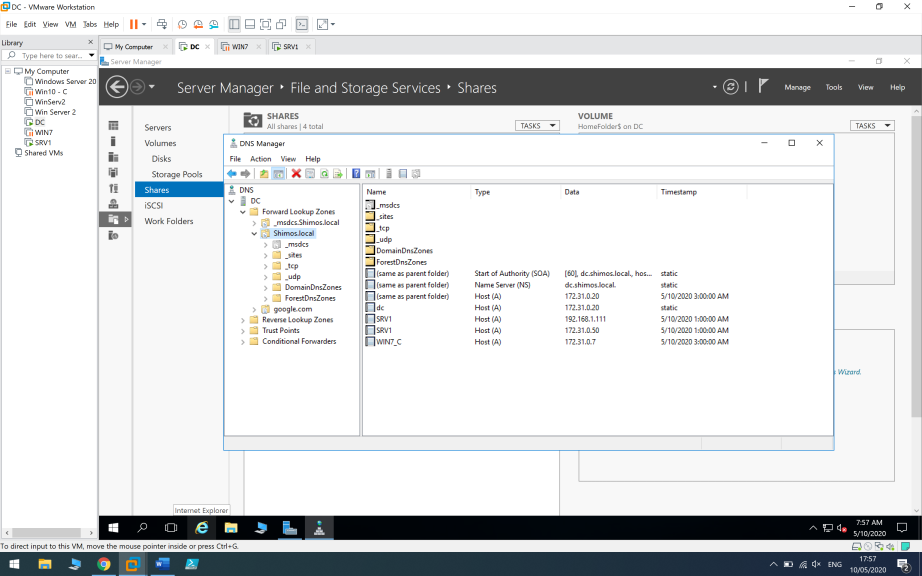 DC - VMware Workstation
File Edit View VM Tabs Help
Library
Type here to sear...
My Computer
Windows Server 20
Win10 - C
WinServ2
Win Server 2
DC
WIN7
SRV1
Shared VMs
My Computer
DC
WIN7
SRV1
Server Manager
Server Manager File and Storage Services Shares
Manage Tools View Help
Servers
Volumes
Disks
Storage Pools
Shares
iSCSI
Work Folders
SHARES
All shares | 4 total
TASKS
VOLUME
HomeFolder$ on DC
TASKS
DNS Manager
File Action View Help
DNS
DC
Forward Lookup Zones
_msdcs.Shimos.local
Shimos.local
_msdcs
_sites
_tcp
_udp
DomainDnsZones
ForestDnsZones
google.com
Reverse Lookup Zones
Trust Points
Conditional Forwarders
Name Type Data Timestamp
_msdcs
_sites
_tcp
_udp
DomainDnsZones
ForestDnsZones
(same as parent folder) Start of Authority (SOA) [60], dc.shimos.local., hos... static
(same as parent folder) Name Server (NS) dc.shimos.local. static
(same as parent folder) Host (A) 172.31.0.20 5/10/2020 3:00:00 AM
dc Host (A) 172.31.0.20 static
SRV1 Host (A) 192.168.1.111 5/10/2020 1:00:00 AM
SRV1 Host (A) 172.31.0.50 5/10/2020 1:00:00 AM
WIN7_C Host (A) 172.31.0.7 5/10/2020 3:00:00 AM
Wizard.
Internet Explorer
7:57 AM
5/10/2020
To direct input to this VM, move the mouse pointer inside or press Ctrl+G.
ENG
17:57
10/05/2020
2